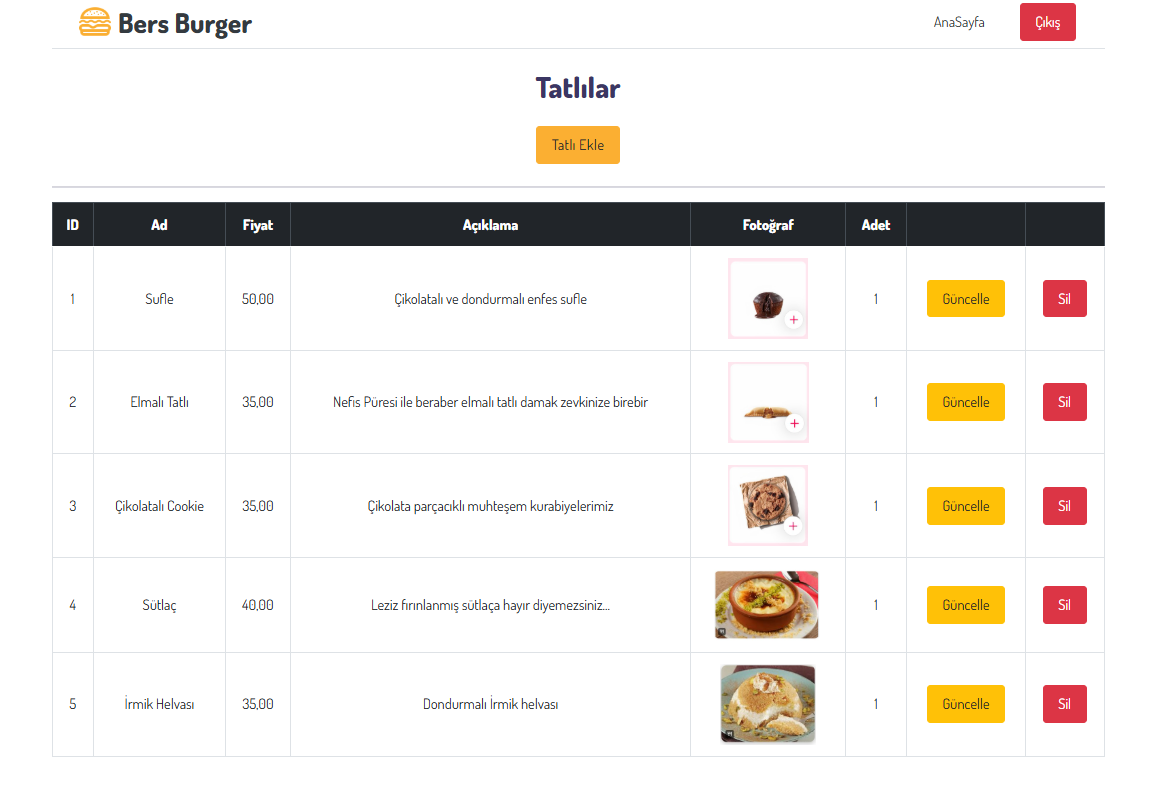 Bers Burger
AnaSayfa
Çıkış
Tatlılar
Tatlı Ekle
ID Ad Fiyat Açıklama Fotoğraf Adet
1 Sufle 50,00 Çikolatalı ve dondurmalı enfes sufle 1 Güncelle Sil
2 Elmalı Tatlı 35,00 Nefis Püresi ile beraber elmalı tatlı damak zevkinize birebir 1 Güncelle Sil
3 Çikolatalı Cookie 35,00 Çikolata parçacıklı muhteşem kurabiyelerimiz 1 Güncelle Sil
4 Sütlaç 40,00 Leziz fırınlanmış sütlaça hayır diyemezsiniz... 1 Güncelle Sil
5 İrmik Helvası 35,00 Dondurmalı İrmik helvası 1 Güncelle Sil